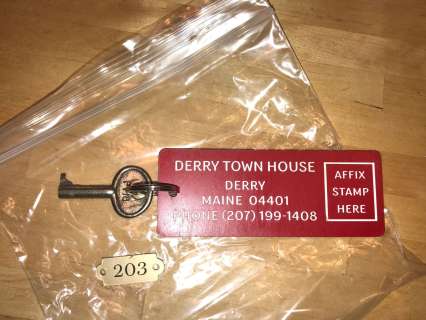 DERRY TOWN HOUSE
DERRY
MAINE 04401
PHONE (207) 199-1408
AFFIX
STAMP
HERE
203